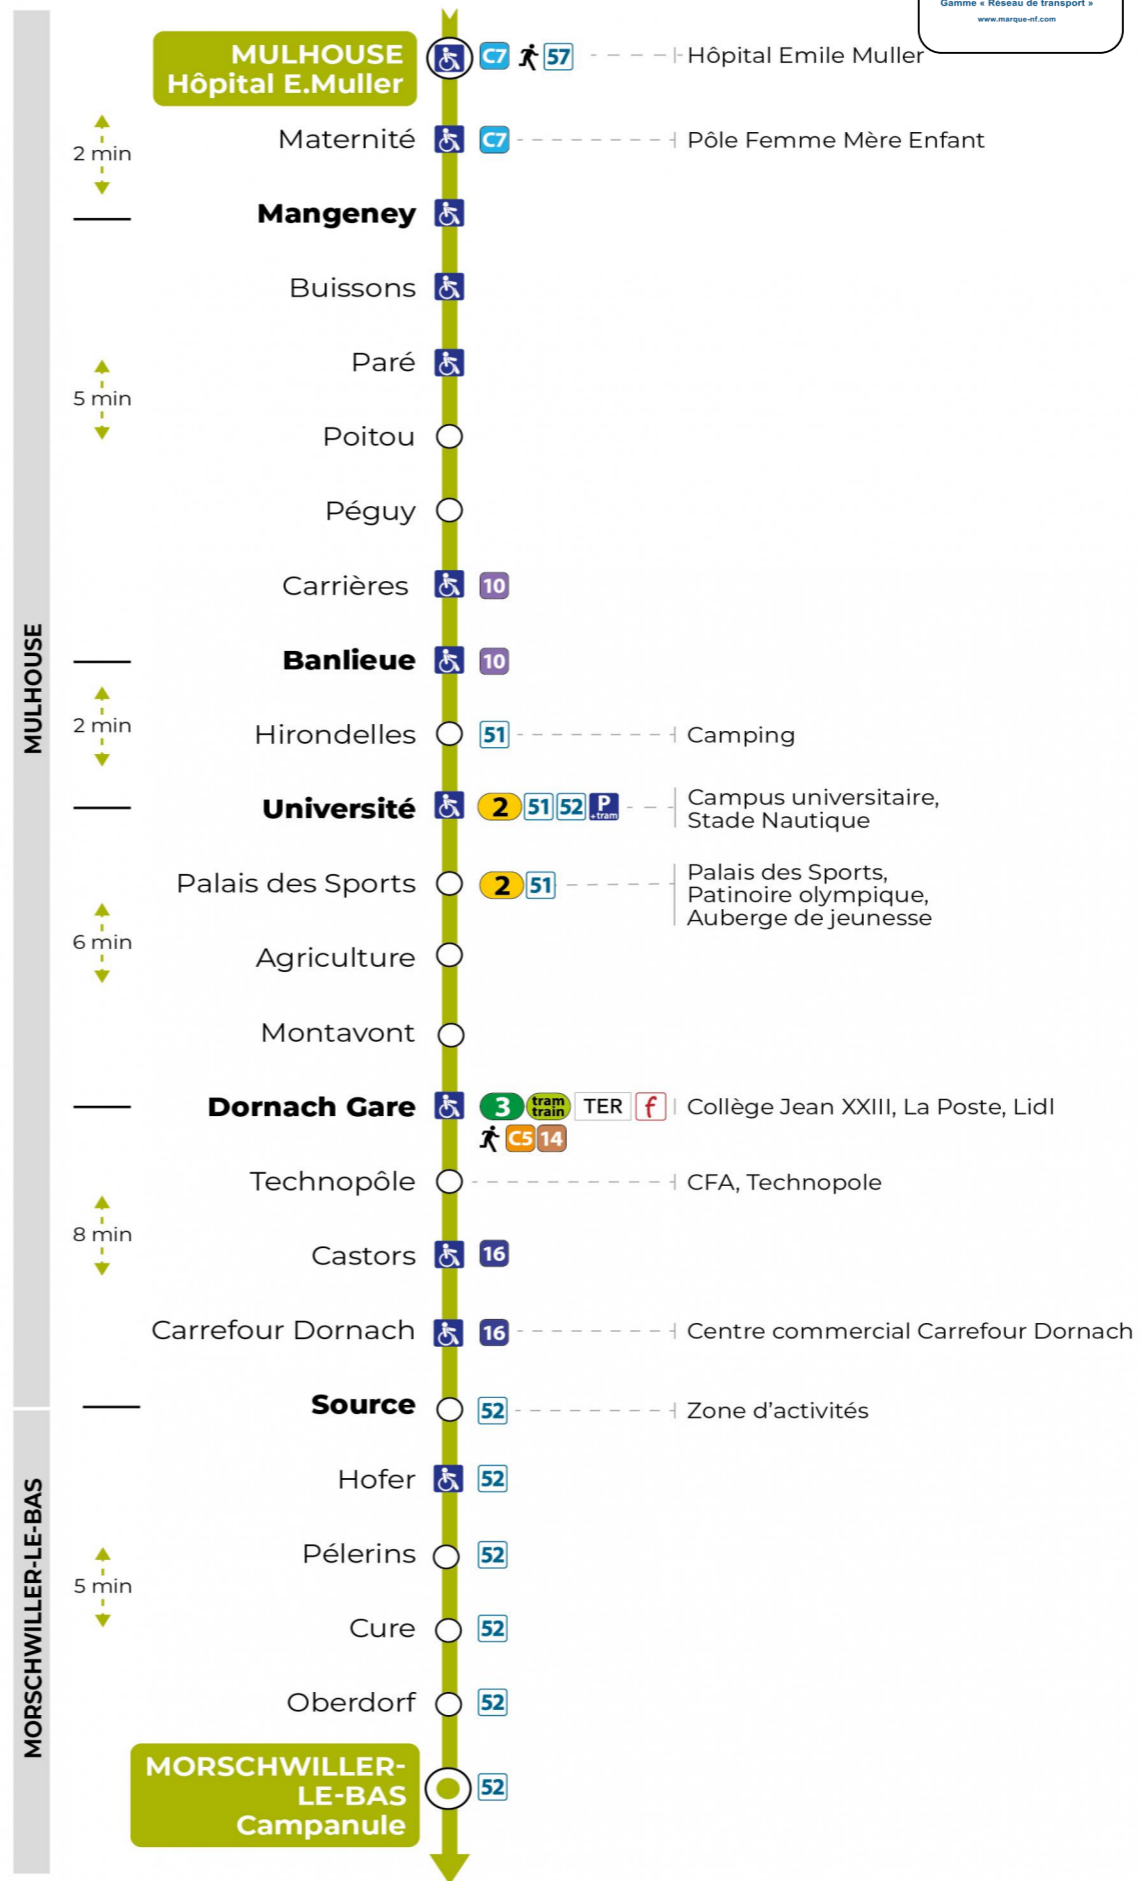 Gamme « Réseau de transport »
www.marque-nf.com
MULHOUSE
Hôpital E.Muller
C7 57
Hôpital Emile Muller
Maternité
C7
Pôle Femme Mère Enfant
2 min
Mangeney
Buissons
Paré
5 min
Poitou
Péguy
Carrières
10
MULHOUSE
Banlieue
10
2 min
Hirondelles
51
Camping
Université
2 51 52 P
+tram
Campus universitaire,
Stade Nautique
Palais des Sports
2 51
Palais des Sports,
Patinoire olympique,
Auberge de jeunesse
6 min
Agriculture
Montavont
Dornach Gare
3 tram
train TER f
Collège Jean XXIII, La Poste, Lidl
C5 14
Technopôle
CFA, Technopole
8 min
Castors
16
Carrefour Dornach
16
Centre commercial Carrefour Dornach
Source
52
Zone d'activités
MORSCHWILLER-LE-BAS
Hofer
52
Pélerins
52
5 min
Cure
52
Oberdorf
52
MORSCHWILLER-
LE-BAS
Campanule
52